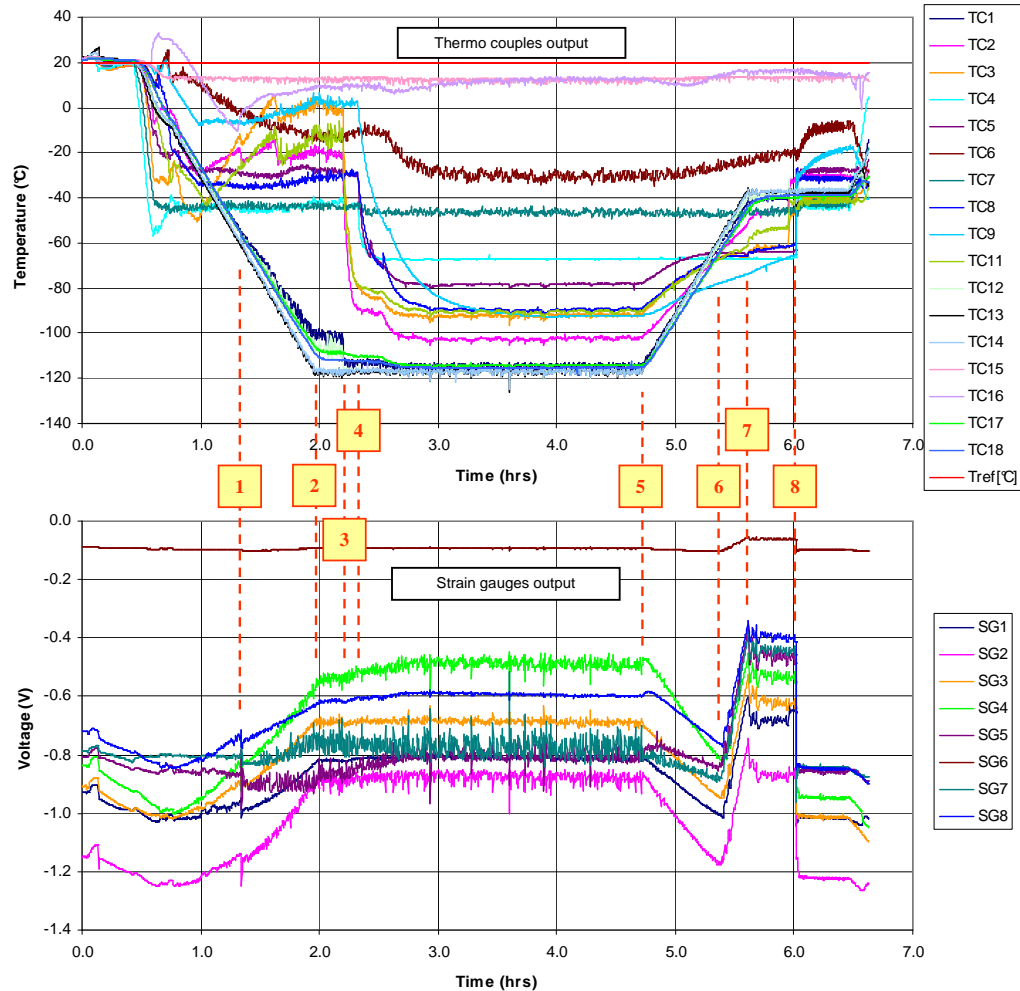 Thermo couples output
40
20
0
-20
-40
-60
-80
-100
-120
-140
Temperature (°C)
0.0 1.0 2.0 3.0 4.0 5.0 6.0 7.0
Time (hrs)
TC1
TC2
TC3
TC4
TC5
TC6
TC7
TC8
TC9
TC11
TC12
TC13
TC14
TC15
TC16
TC17
TC18
Tref[°C]
1
2
3
4
5
6
7
8
Strain gauges output
0.0
-0.2
-0.4
-0.6
-0.8
-1.0
-1.2
-1.4
Voltage (V)
0.0 1.0 2.0 3.0 4.0 5.0 6.0 7.0
Time (hrs)
SG1
SG2
SG3
SG4
SG5
SG6
SG7
SG8